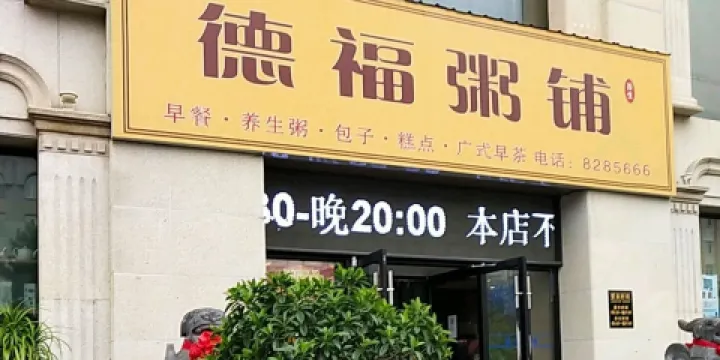 德福粥铺
早餐·养生粥·包子·糕点·广式早茶 电话：8285666
30-晚20:00 本店不